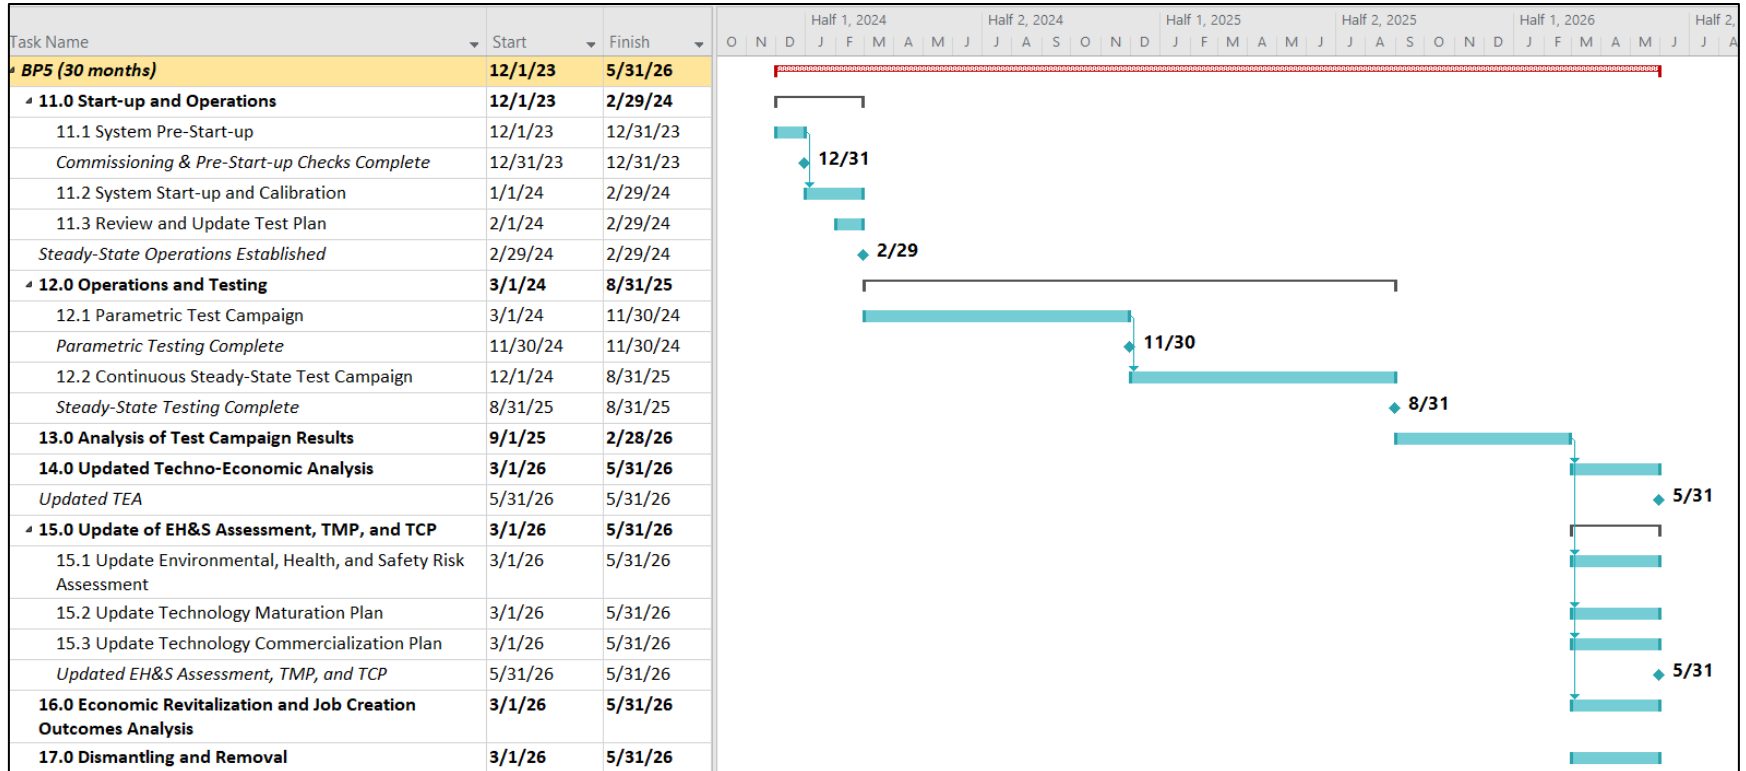 Half 1, 2024 Half 2, 2024 Half 1, 2025 Half 2, 2025 Half 1, 2026 Half 2,
Task Name Start Finish O N D J F M A M J J A S O N D J F M A M J J A S O N D J F M A M J J A
BP5 (30 months) 12/1/23 5/31/26
11.0 Start-up and Operations 12/1/23 2/29/24
11.1 System Pre-Start-up 12/1/23 12/31/23
Commissioning & Pre-Start-up Checks Complete 12/31/23 12/31/23 12/31
11.2 System Start-up and Calibration 1/1/24 2/29/24
11.3 Review and Update Test Plan 2/1/24 2/29/24
Steady-State Operations Established 2/29/24 2/29/24 2/29
12.0 Operations and Testing 3/1/24 8/31/25
12.1 Parametric Test Campaign 3/1/24 11/30/24
Parametric Testing Complete 11/30/24 11/30/24 11/30
12.2 Continuous Steady-State Test Campaign 12/1/24 8/31/25
Steady-State Testing Complete 8/31/25 8/31/25 8/31
13.0 Analysis of Test Campaign Results 9/1/25 2/28/26
14.0 Updated Techno-Economic Analysis 3/1/26 5/31/26
Updated TEA 5/31/26 5/31/26 5/31
15.0 Update of EH&S Assessment, TMP, and TCP 3/1/26 5/31/26
15.1 Update Environmental, Health, and Safety Risk 3/1/26 5/31/26
Assessment
15.2 Update Technology Maturation Plan 3/1/26 5/31/26
15.3 Update Technology Commercialization Plan 3/1/26 5/31/26
Updated EH&S Assessment, TMP, and TCP 5/31/26 5/31/26 5/31
16.0 Economic Revitalization and Job Creation 3/1/26 5/31/26
Outcomes Analysis
17.0 Dismantling and Removal 3/1/26 5/31/26